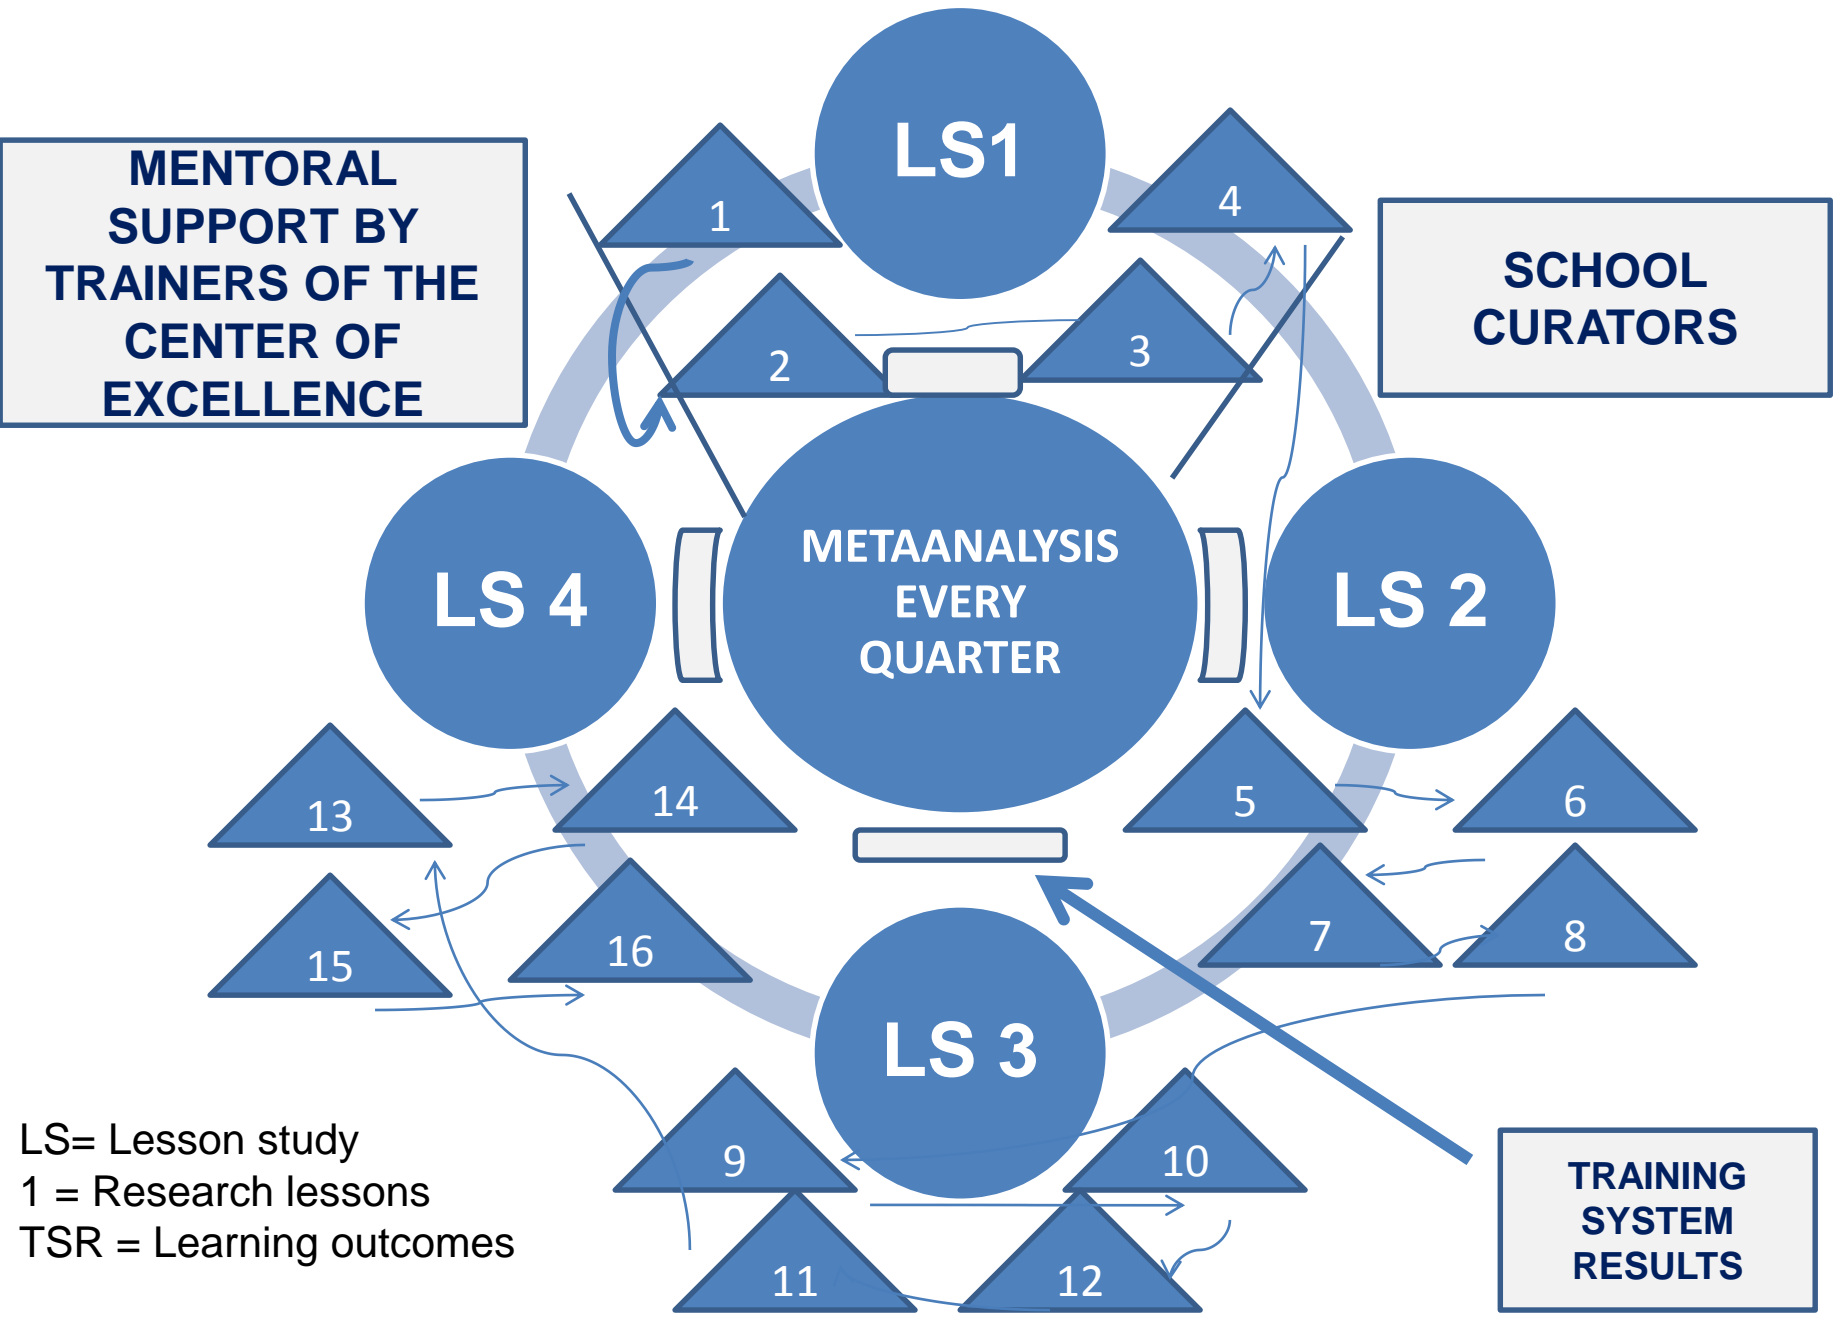 LS1
1
4
MENTORAL
SUPPORT BY
TRAINERS OF THE
CENTER OF
EXCELLENCE
SCHOOL
CURATORS
2
3
METAANALYSIS
EVERY
QUARTER
LS 4
LS 2
13
14
5
6
15
16
7
8
LS 3
9
10
11
12
LS= Lesson study
1 = Research lessons
TSR = Learning outcomes
TRAINING
SYSTEM
RESULTS